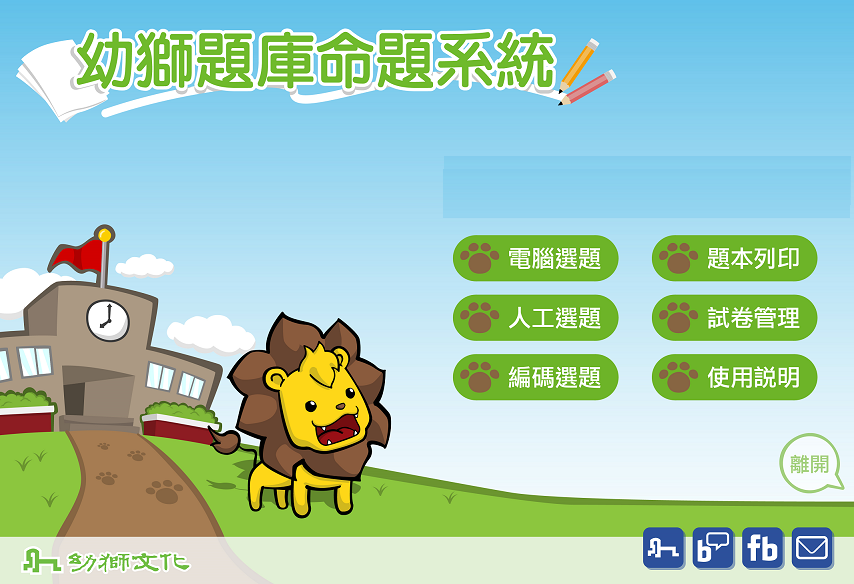 幼獅題庫命題系統
電腦選題
題本列印
人工選題
試卷管理
編碼選題
使用説明
離開
幼獅文化
b
fb